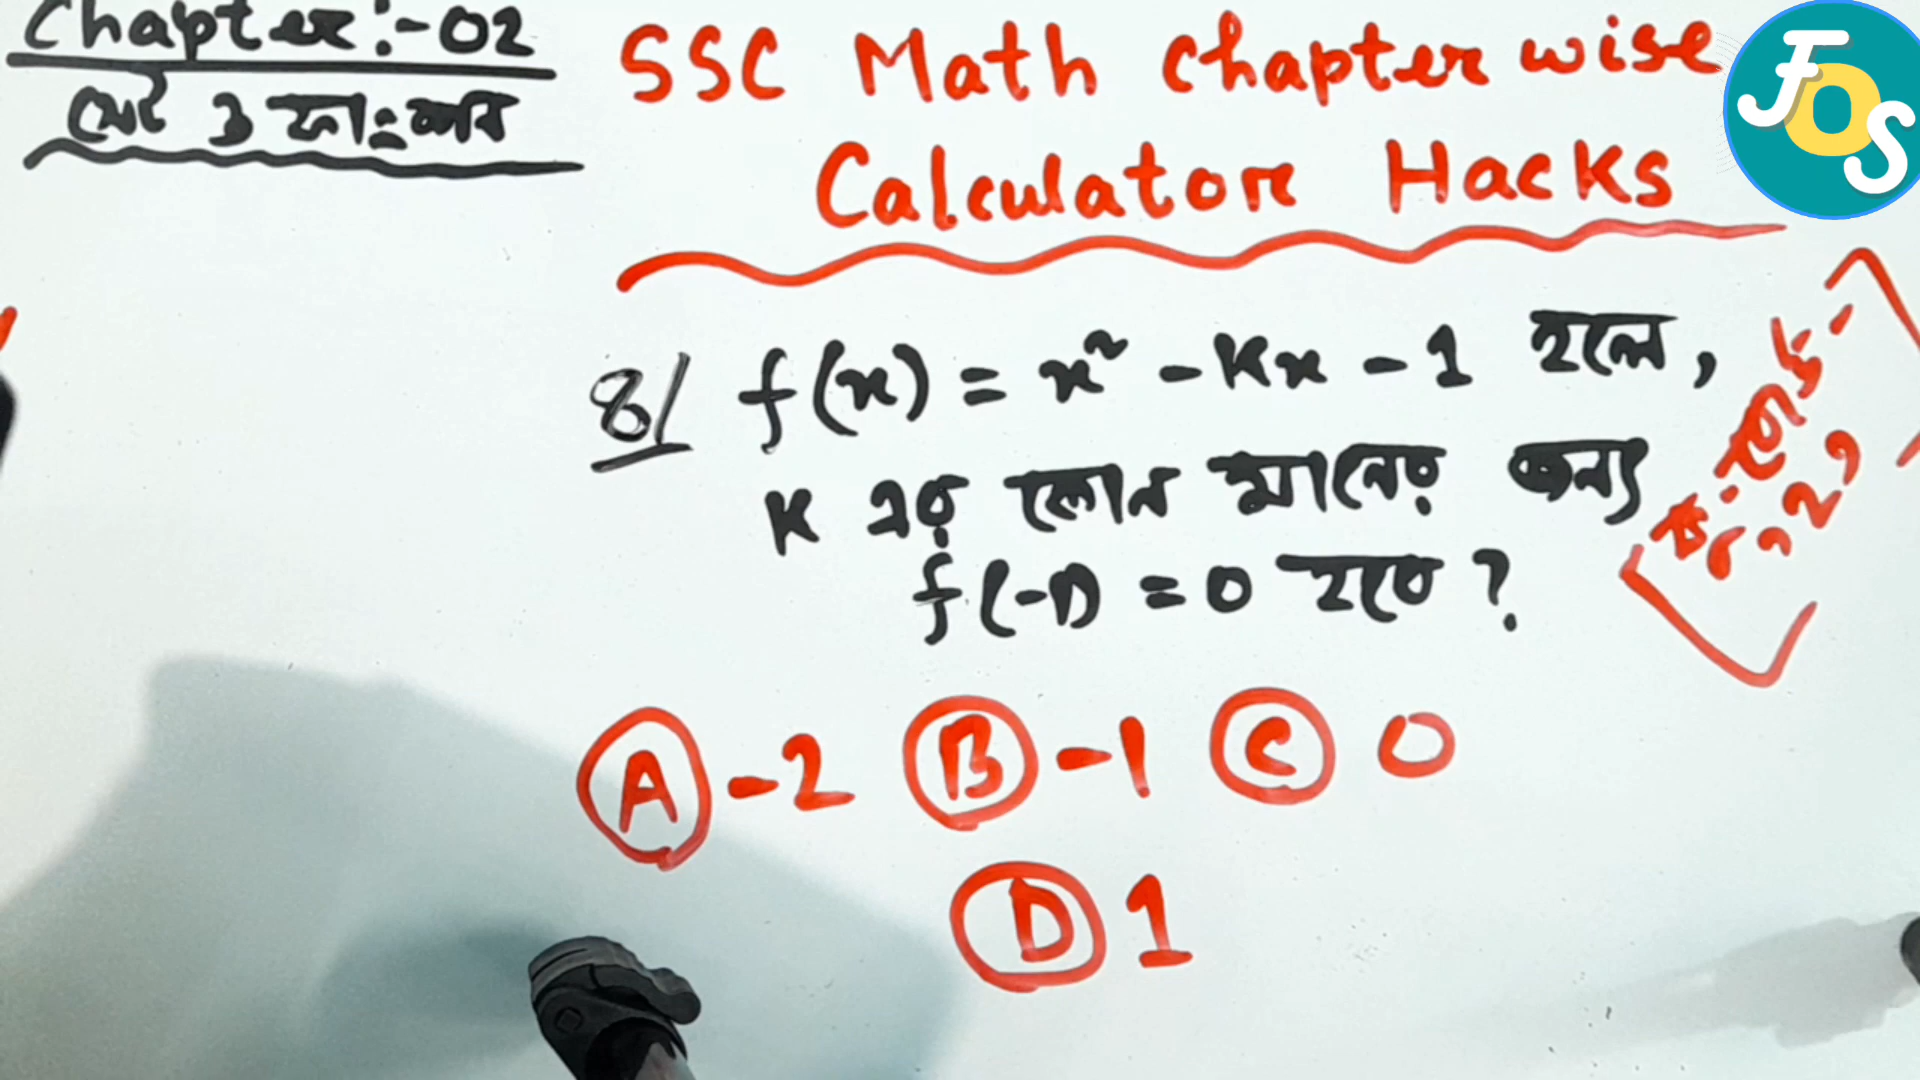 Chapter:-02
সেট ও ফাংশন
SSC Math Chapter wise
Calculator Hacks
FOS
8/ f(x) = x² - Kx - 1 হলে,
K এর কোন মানের জন্য
f(-1) = 0 হবে ?
A -2 B -1 C 0
D 1